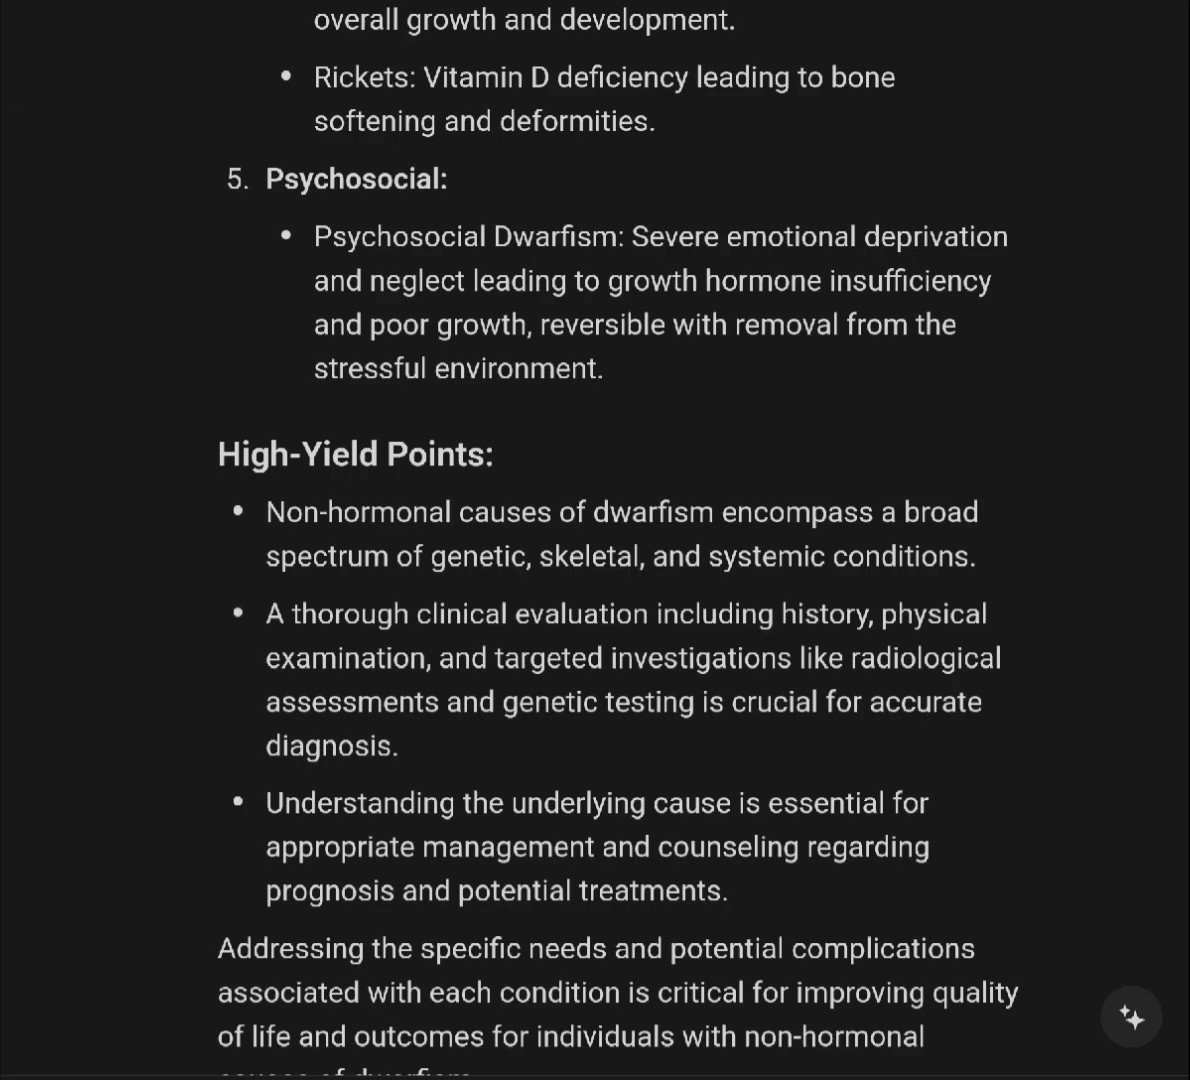 overall growth and development.
• Rickets: Vitamin D deficiency leading to bone
softening and deformities.
5. Psychosocial:
• Psychosocial Dwarfism: Severe emotional deprivation
and neglect leading to growth hormone insufficiency
and poor growth, reversible with removal from the
stressful environment.
High-Yield Points:
• Non-hormonal causes of dwarfism encompass a broad
spectrum of genetic, skeletal, and systemic conditions.
• A thorough clinical evaluation including history, physical
examination, and targeted investigations like radiological
assessments and genetic testing is crucial for accurate
diagnosis.
• Understanding the underlying cause is essential for
appropriate management and counseling regarding
prognosis and potential treatments.
Addressing the specific needs and potential complications
associated with each condition is critical for improving quality
of life and outcomes for individuals with non-hormonal
causes of dwarfism.